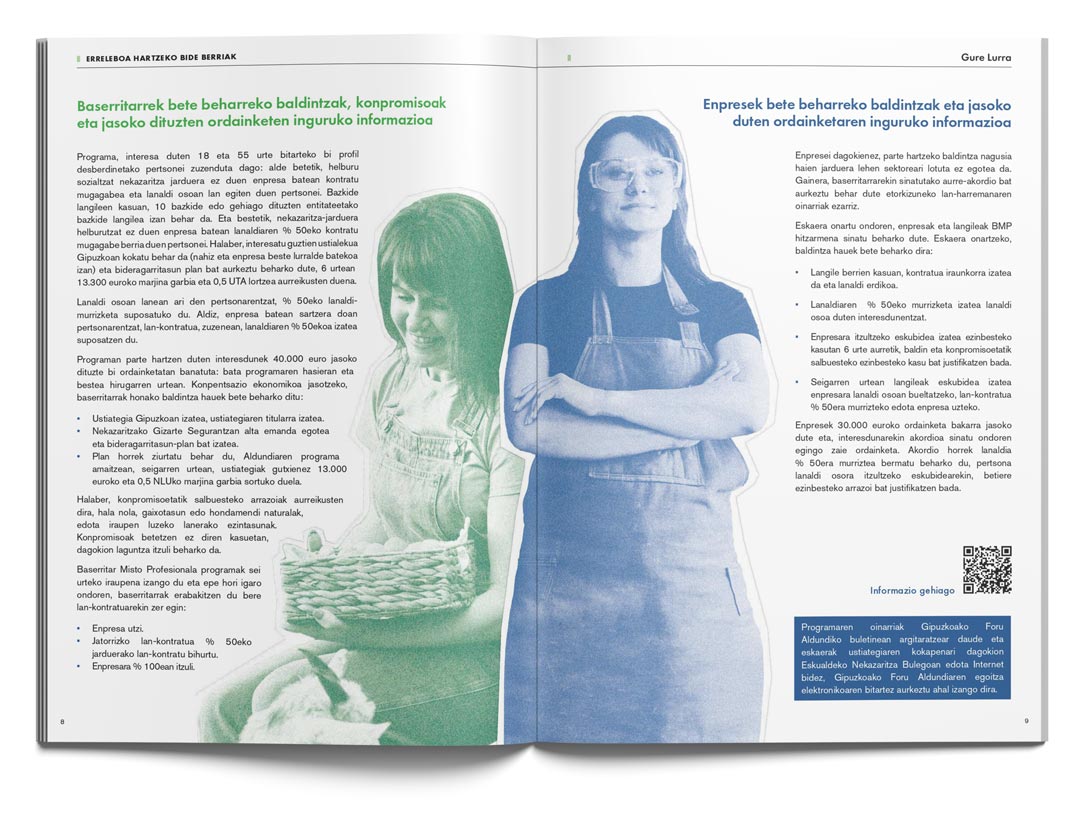 ERRELEBOA HARTZEKO BIDE BERRIAK
Baserritarrek bete beharreko baldintzak, konpromisoak
eta jasoko dituzten ordainketen inguruko informazioa
Programa, interesa duten 18 eta 55 urte bitarteko bi profil
desberdinetako pertsonei zuzenduta dago: alde betetik, helburu
sozialtzat nekazaritza jarduera ez duen enpresa batean kontratu
mugagabea eta lanaldi osoan lan egiten duen pertsonei. Bazkide
langileen kasuan, 10 bazkide edo gehiago dituzten entitateetako
bazkide langilea izan behar da. Eta bestetik, nekazaritza-jarduera
helburutzat ez duen enpresa batean lanaldiaren % 50eko kontratu
mugagabe berria duen pertsonei. Halaber, interesatu guztien ustialekua
Gipuzkoan kokatu behar da (nahiz eta enpresa beste lurralde batekoa
izan) eta bideragarritasun plan bat aurkeztu beharko dute, 6 urtean
13.300 euroko marjina garbia eta 0,5 UTA lortzea aurreikusten duena.
Lanaldi osoan lanean ari den pertsonarentzat, % 50eko lanaldi-
murrizketa suposatuko du. Aldiz, enpresa batean sartzera doan
pertsonarentzat, lan-kontratua, zuzenean, lanaldiaren % 50ekoa izatea
suposatzen du.
Programan parte hartzen duten interesdunek 40.000 euro jasoko
dituzte bi ordainketatan banatuta: bata programaren hasieran eta
bestea hirugarren urtean. Konpentsazio ekonomikoa jasotzeko,
baserritarrak honako baldintza hauek bete beharko ditu:
• Ustiategia Gipuzkoan izatea, ustiategiaren titularra izatea.
• Nekazaritzako Gizarte Segurantzan alta emanda egotea
eta bideragarritasun-plan bat izatea.
• Plan horrek ziurtatu behar du, Aldundiaren programa
amaitzean, seigarren urtean, ustiategiak gutxienez 13.000
euroko eta 0,5 NLUko marjina garbia sortuko duela.
Halaber, konpromisoetatik salbuesteko arrazoiak aurreikusten
dira, hala nola, gaixotasun edo hondamendi naturalak,
edota iraupen luzeko lanerako ezintasunak.
Konpromisoak betetzen ez diren kasuetan,
dagokion laguntza itzuli beharko da.
Baserritar Misto Profesionala programak sei
urteko iraupena izango du eta epe hori igaro
ondoren, baserritarrak erabakitzen du bere
lan-kontratuarekin zer egin:
• Enpresa utzi.
• Jatorrizko lan-kontratua % 50eko
jarduerako lan-kontratu bihurtu.
• Enpresara % 100ean itzuli.
8
Gure Lurra
Enpresek bete beharreko baldintzak eta jasoko
duten ordainketaren inguruko informazioa
Enpresei dagokienez, parte hartzeko baldintza nagusia
haien jarduera lehen sektoreari lotuta ez egotea da.
Gainera, baserritarrarekin sinatutako aurre-akordio bat
aurkeztu behar dute etorkizuneko lan-harremanaren
oinarriak ezarriz.
Eskaera onartu ondoren, enpresak eta langileak BMP
hitzarmena sinatu beharko dute. Eskaera onartzeko,
baldintza hauek bete beharko dira:
• Langile berrien kasuan, kontratua iraunkorra izatea
da eta lanaldi erdikoa.
• Lanaldiaren % 50eko murrizketa izatea lanaldi
osoa duten interesdunentzat.
• Enpresara itzultzeko eskubidea izatea ezinbesteko
kasutan 6 urte aurretik, baldin eta konpromisoetatik
salbuesteko ezinbesteko kasu bat justifikatzen bada.
• Seigarren urtean langileak eskubidea izatea
enpresara lanaldi osoan bueltatzeko, lan-kontratua
% 50era murrizteko edota enpresa uzteko.
Enpresek 30.000 euroko ordainketa bakarra jasoko
dute eta, interesdunarekin akordioa sinatu ondoren
egingo zaie ordainketa. Akordio horrek lanaldia
% 50era murriztea bermatu beharko du, pertsona
lanaldi osora itzultzeko eskubidearekin, betiere
ezinbesteko arrazoi bat justifikatzen bada.
Informazio gehiago
Programaren oinarriak Gipuzkoako Foru
Aldundiko buletinean argitaratzear daude eta
eskaerak ustiategiaren kokapenari dagokion
Eskualdeko Nekazaritza Bulegoan edota Internet
bidez, Gipuzkoako Foru Aldundiaren egoitza
elektronikoaren bitartez aurkeztu ahal izango dira.
9